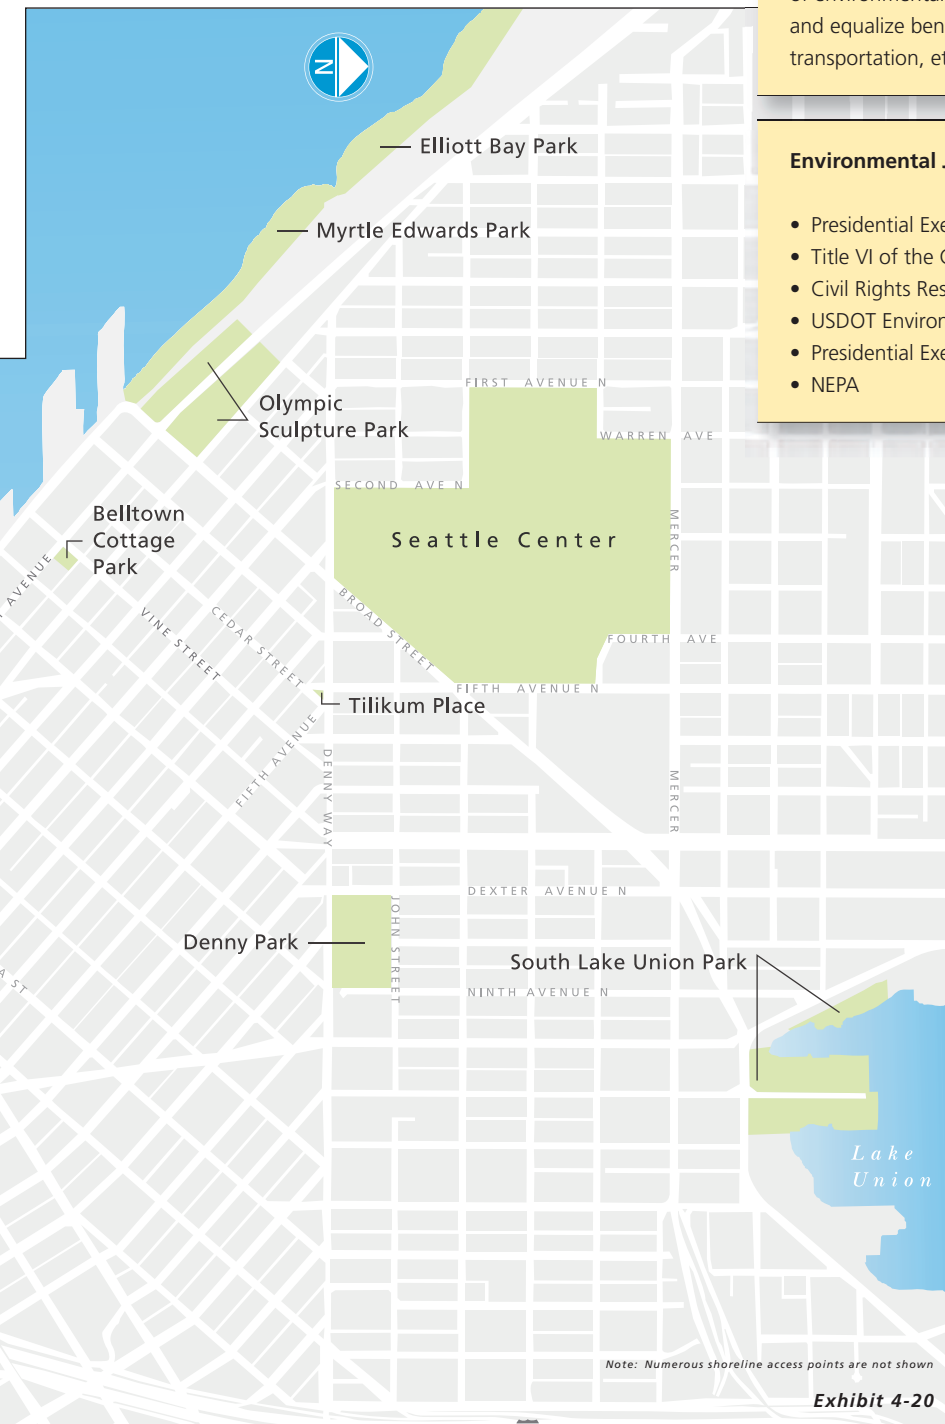 and equalize ben
transportation, et
Environmental
• Presidential Exe
• Title VI of the C
• Civil Rights Res
• USDOT Environ
• Presidential Exe
• NEPA
N
Elliott Bay Park
Myrtle Edwards Park
FIRST AVENUE N
Olympic
Sculpture Park
WARREN AVE
SECOND AVE N
Belltown
Cottage
Park
Seattle Center
MERCER
AVENUE
BROAD STREET
CEDAR STREET
VINE STREET
FOURTH AVE
FIFTH AVENUE N
Tilikum Place
FIFTH AVENUE
DENNY WAY
MERCER
DEXTER AVENUE N
JOHN STREET
Denny Park
South Lake Union Park
A ST
NINTH AVENUE N
Lake
Union
Note: Numerous shoreline access points are not shown
Exhibit 4-20